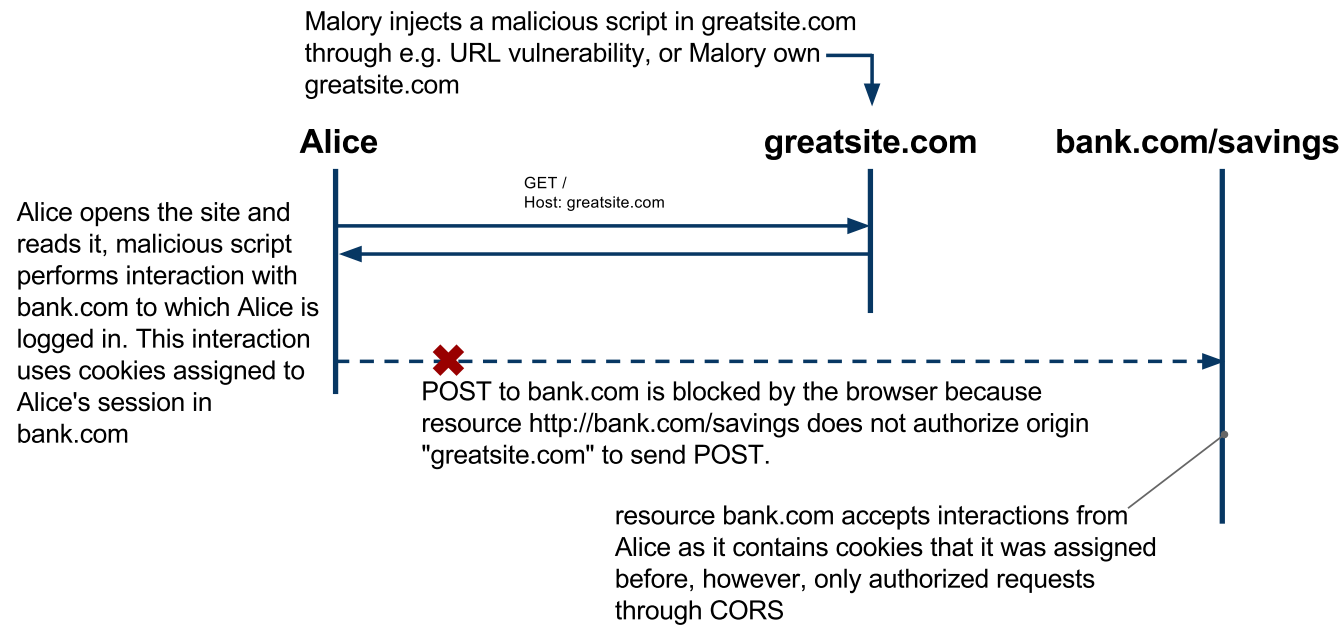 Malory injects a malicious script in greatsite.com
through e.g. URL vulnerability, or Malory own
greatsite.com
Alice
greatsite.com
bank.com/savings
GET /
Host: greatsite.com
Alice opens the site and
reads it, malicious script
performs interaction with
bank.com to which Alice is
logged in. This interaction
uses cookies assigned to
Alice's session in
bank.com
POST to bank.com is blocked by the browser because
resource http://bank.com/savings does not authorize origin
"greatsite.com" to send POST.
resource bank.com accepts interactions from
Alice as it contains cookies that it was assigned
before, however, only authorized requests
through CORS